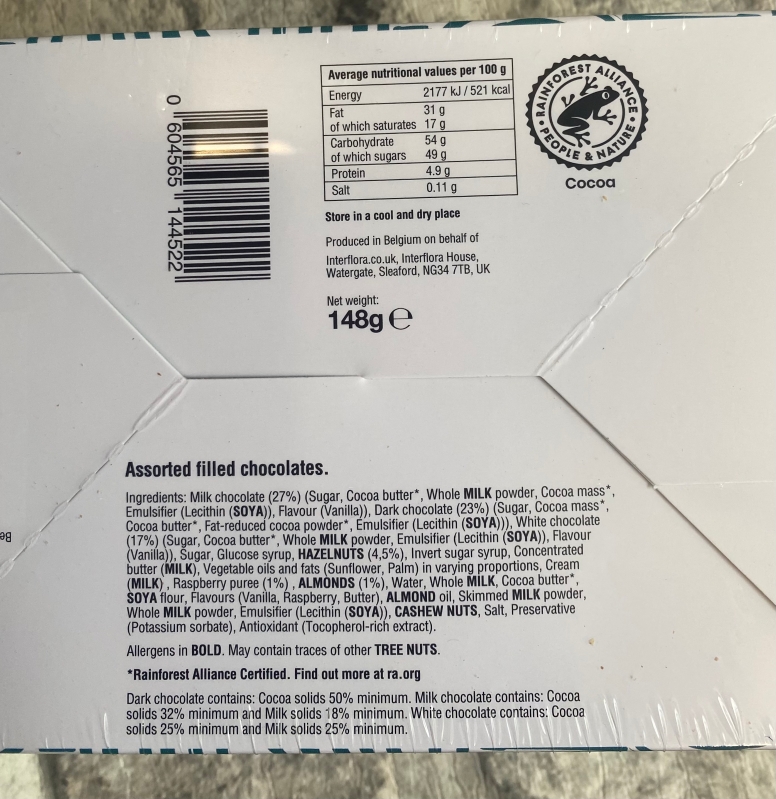 0 604565 144522
Average nutritional values per 100 g
Energy 2177 kJ / 521 kcal
Fat 31 g
of which saturates 17 g
Carbohydrate 54 g
of which sugars 49 g
Protein 4.9 g
Salt 0.11 g
RAINFOREST ALLIANCE
PEOPLE & NATURE
Cocoa
Store in a cool and dry place
Produced in Belgium on behalf of
Interflora.co.uk, Interflora House,
Watergate, Sleaford, NG34 7TB, UK
Net weight:
148g e
Be
Assorted filled chocolates.
Ingredients: Milk chocolate (27%) (Sugar, Cocoa butter*, Whole MILK powder, Cocoa mass*,
Emulsifier (Lecithin (SOYA)), Flavour (Vanilla)), Dark chocolate (23%) (Sugar, Cocoa mass*,
Cocoa butter*, Fat-reduced cocoa powder*, Emulsifier (Lecithin (SOYA))), White chocolate
(17%) (Sugar, Cocoa butter*, Whole MILK powder, Emulsifier (Lecithin (SOYA)), Flavour
(Vanilla)), Sugar, Glucose syrup, HAZELNUTS (4,5%), Invert sugar syrup, Concentrated
butter (MILK), Vegetable oils and fats (Sunflower, Palm) in varying proportions, Cream
(MILK) , Raspberry puree (1%) , ALMONDS (1%), Water, Whole MILK, Cocoa butter*,
SOYA flour, Flavours (Vanilla, Raspberry, Butter), ALMOND oil, Skimmed MILK powder,
Whole MILK powder, Emulsifier (Lecithin (SOYA)), CASHEW NUTS, Salt, Preservative
(Potassium sorbate), Antioxidant (Tocopherol-rich extract).
Allergens in BOLD. May contain traces of other TREE NUTS.
*Rainforest Alliance Certified. Find out more at ra.org
Dark chocolate contains: Cocoa solids 50% minimum. Milk chocolate contains: Cocoa
solids 32% minimum and Milk solids 18% minimum. White chocolate contains: Cocoa
solids 25% minimum and Milk solids 25% minimum.